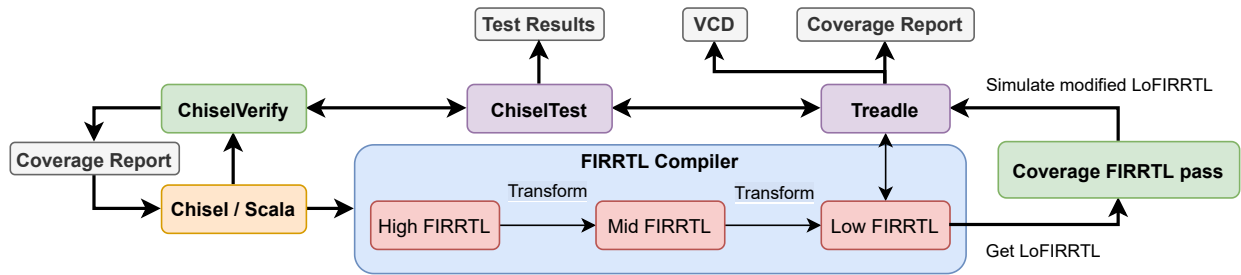 Test Results
VCD
Coverage Report
Simulate modified LoFIRRTL
ChiselVerify
ChiselTest
Treadle
Coverage Report
FIRRTL Compiler
Coverage FIRRTL pass
Chisel / Scala
Transform
Transform
High FIRRTL
Mid FIRRTL
Low FIRRTL
Get LoFIRRTL